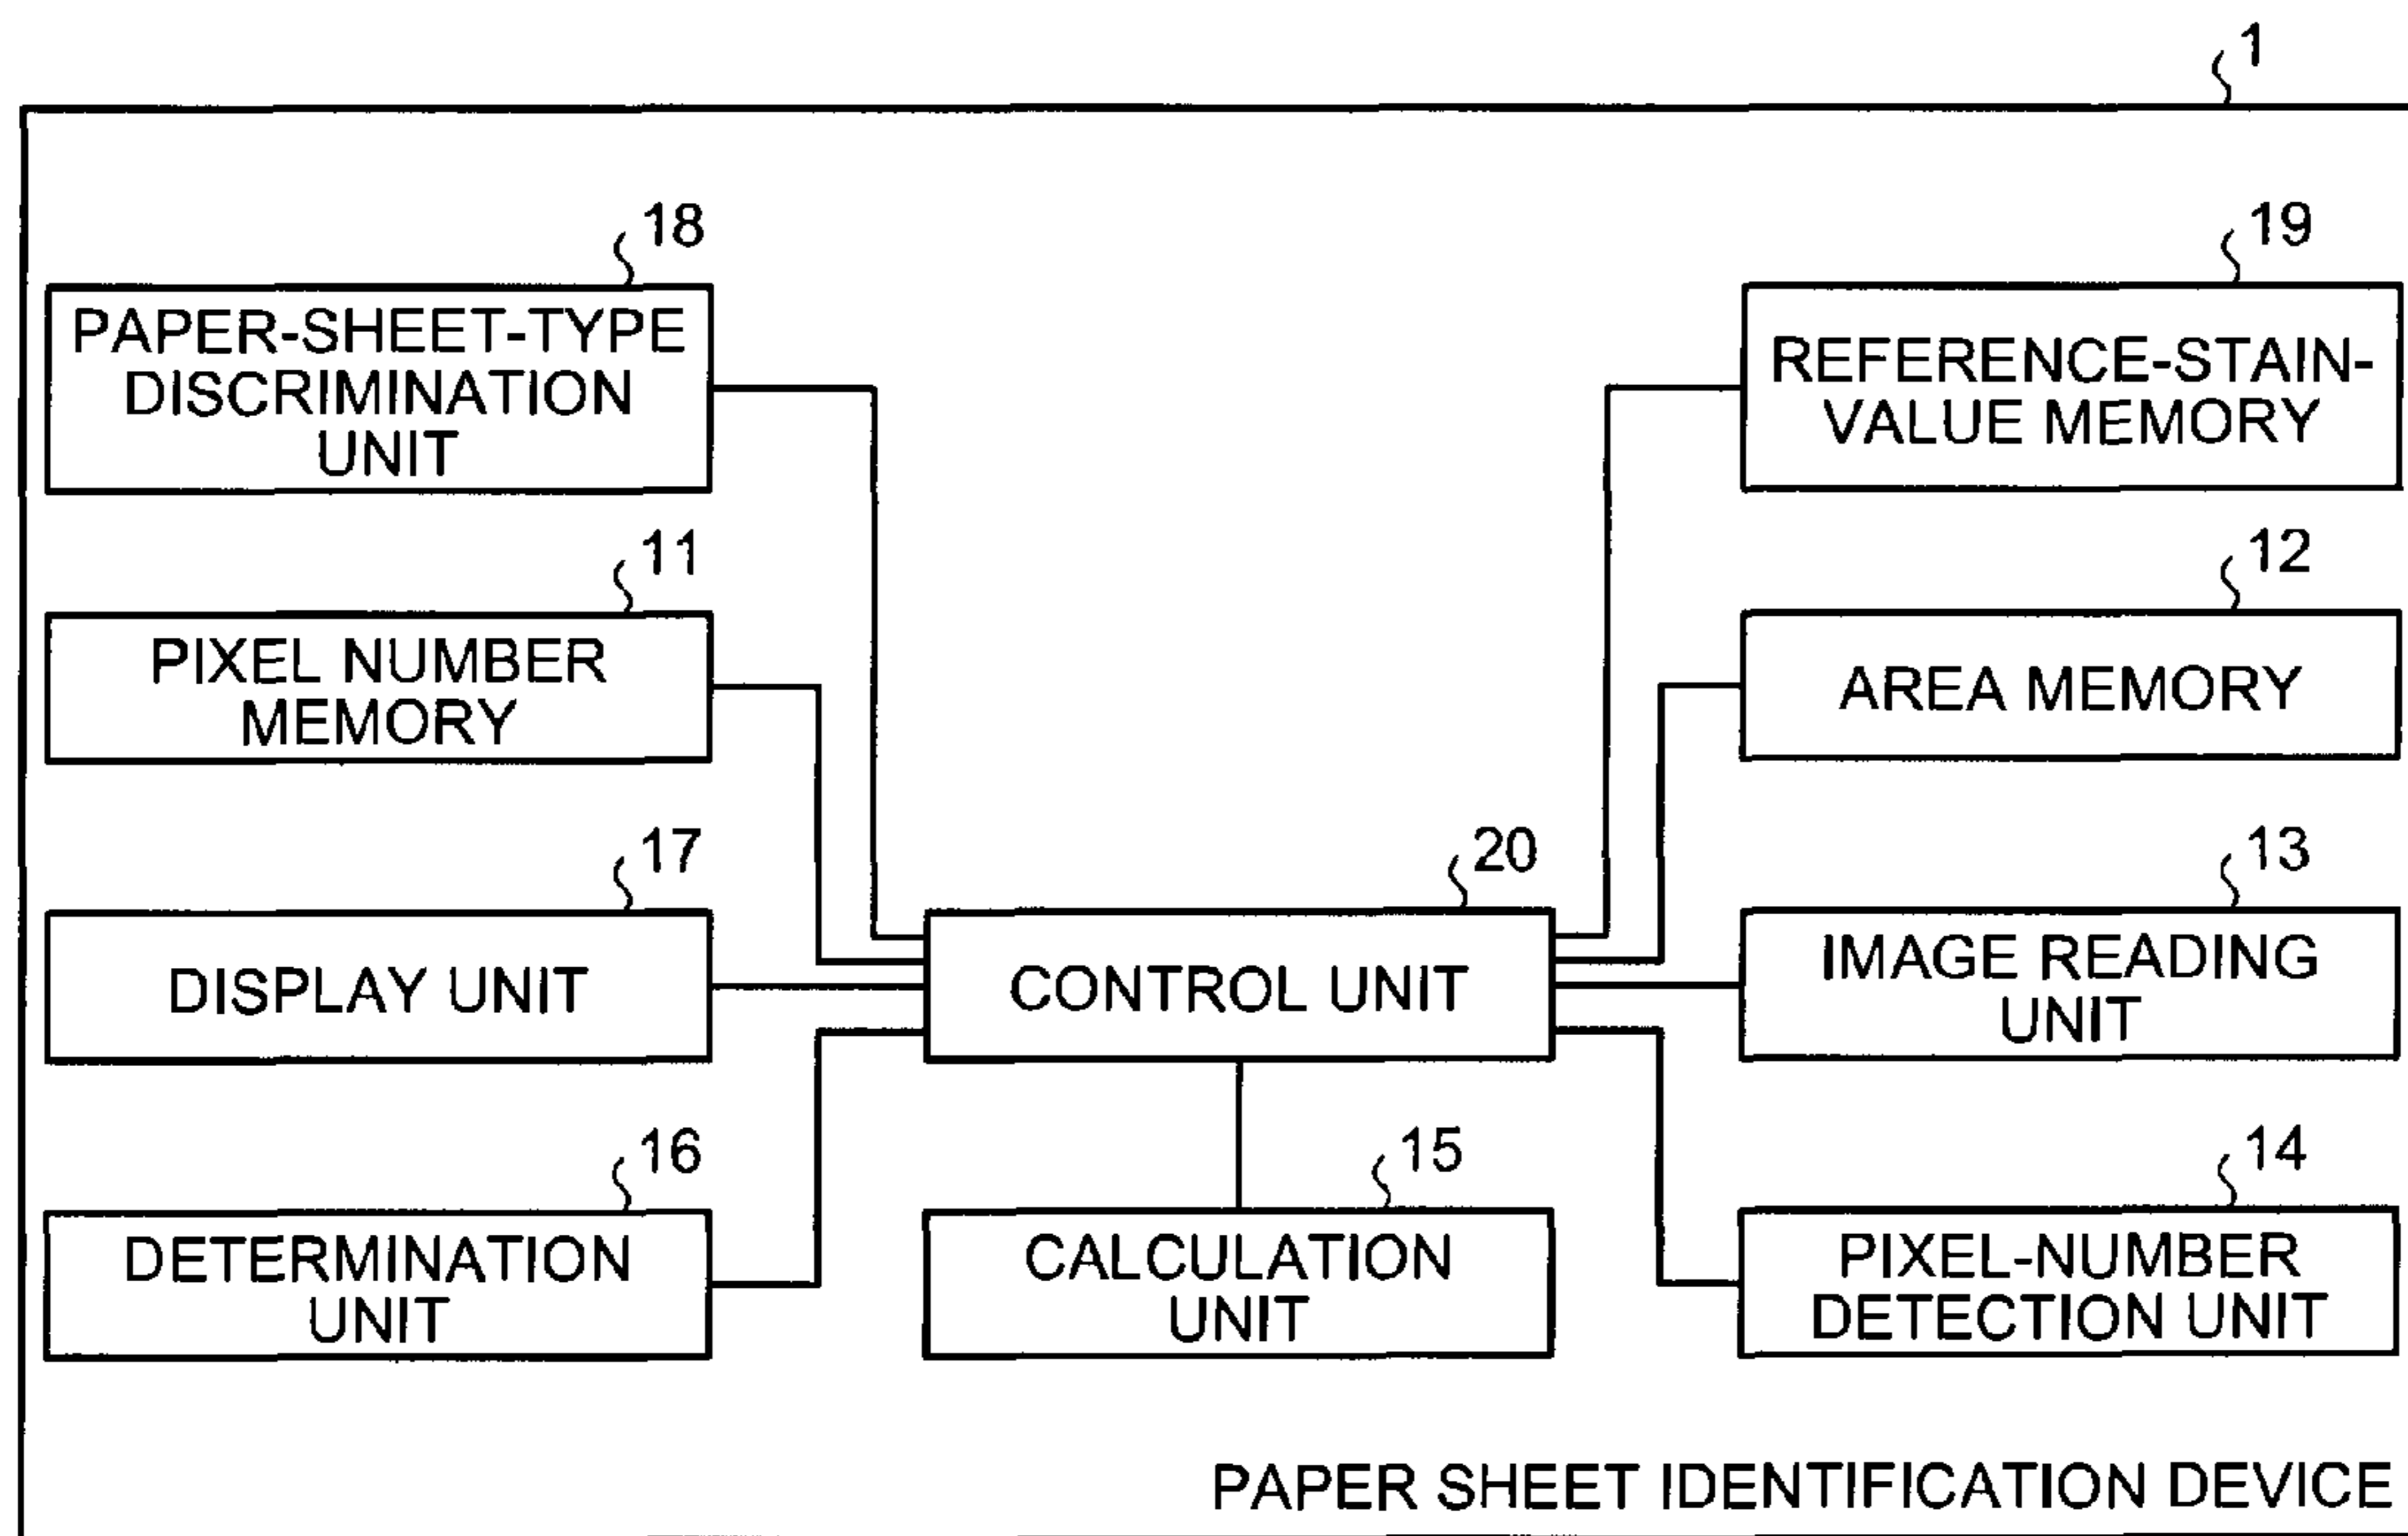 1
18
PAPER-SHEET-TYPE
DISCRIMINATION
UNIT
19
REFERENCE-STAIN-
VALUE MEMORY
11
PIXEL NUMBER
MEMORY
12
AREA MEMORY
17
DISPLAY UNIT
20
CONTROL UNIT
13
IMAGE READING
UNIT
16
DETERMINATION
UNIT
15
CALCULATION
UNIT
14
PIXEL-NUMBER
DETECTION UNIT
PAPER SHEET IDENTIFICATION DEVICE